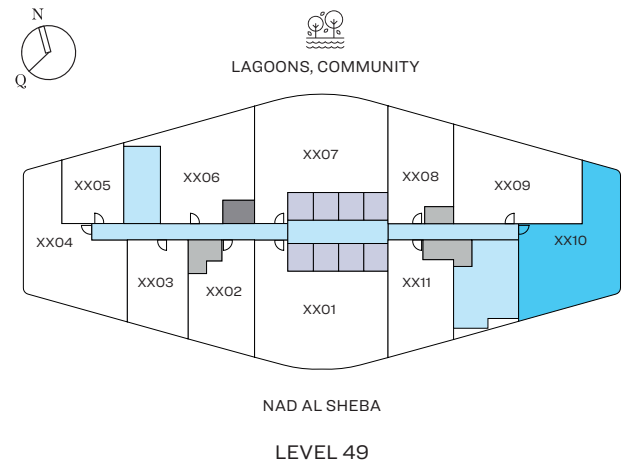 N
Q
LAGOONS, COMMUNITY
XX07
XX05
XX06
XX08
XX09
XX04
XX10
XX03
XX02
XX01
XX11
NAD AL SHEBA
LEVEL 49